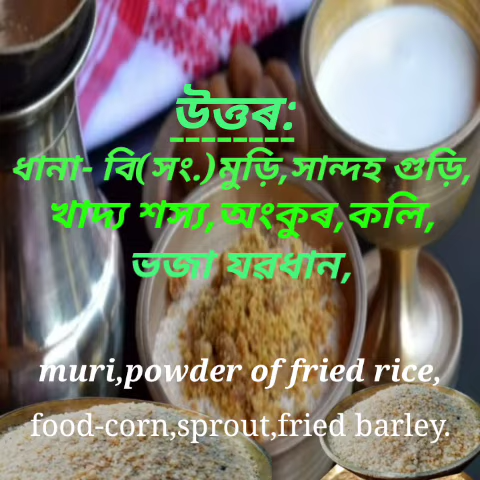 উত্তৰ:
--------
ধানা- বি(সং.)মুড়ি,সান্দহ গুড়ি,
খাদ্য শস্য,অংকুৰ,কলি,
ভজা যৱধান,
muri,powder of fried rice,
food-corn,sprout,fried barley.